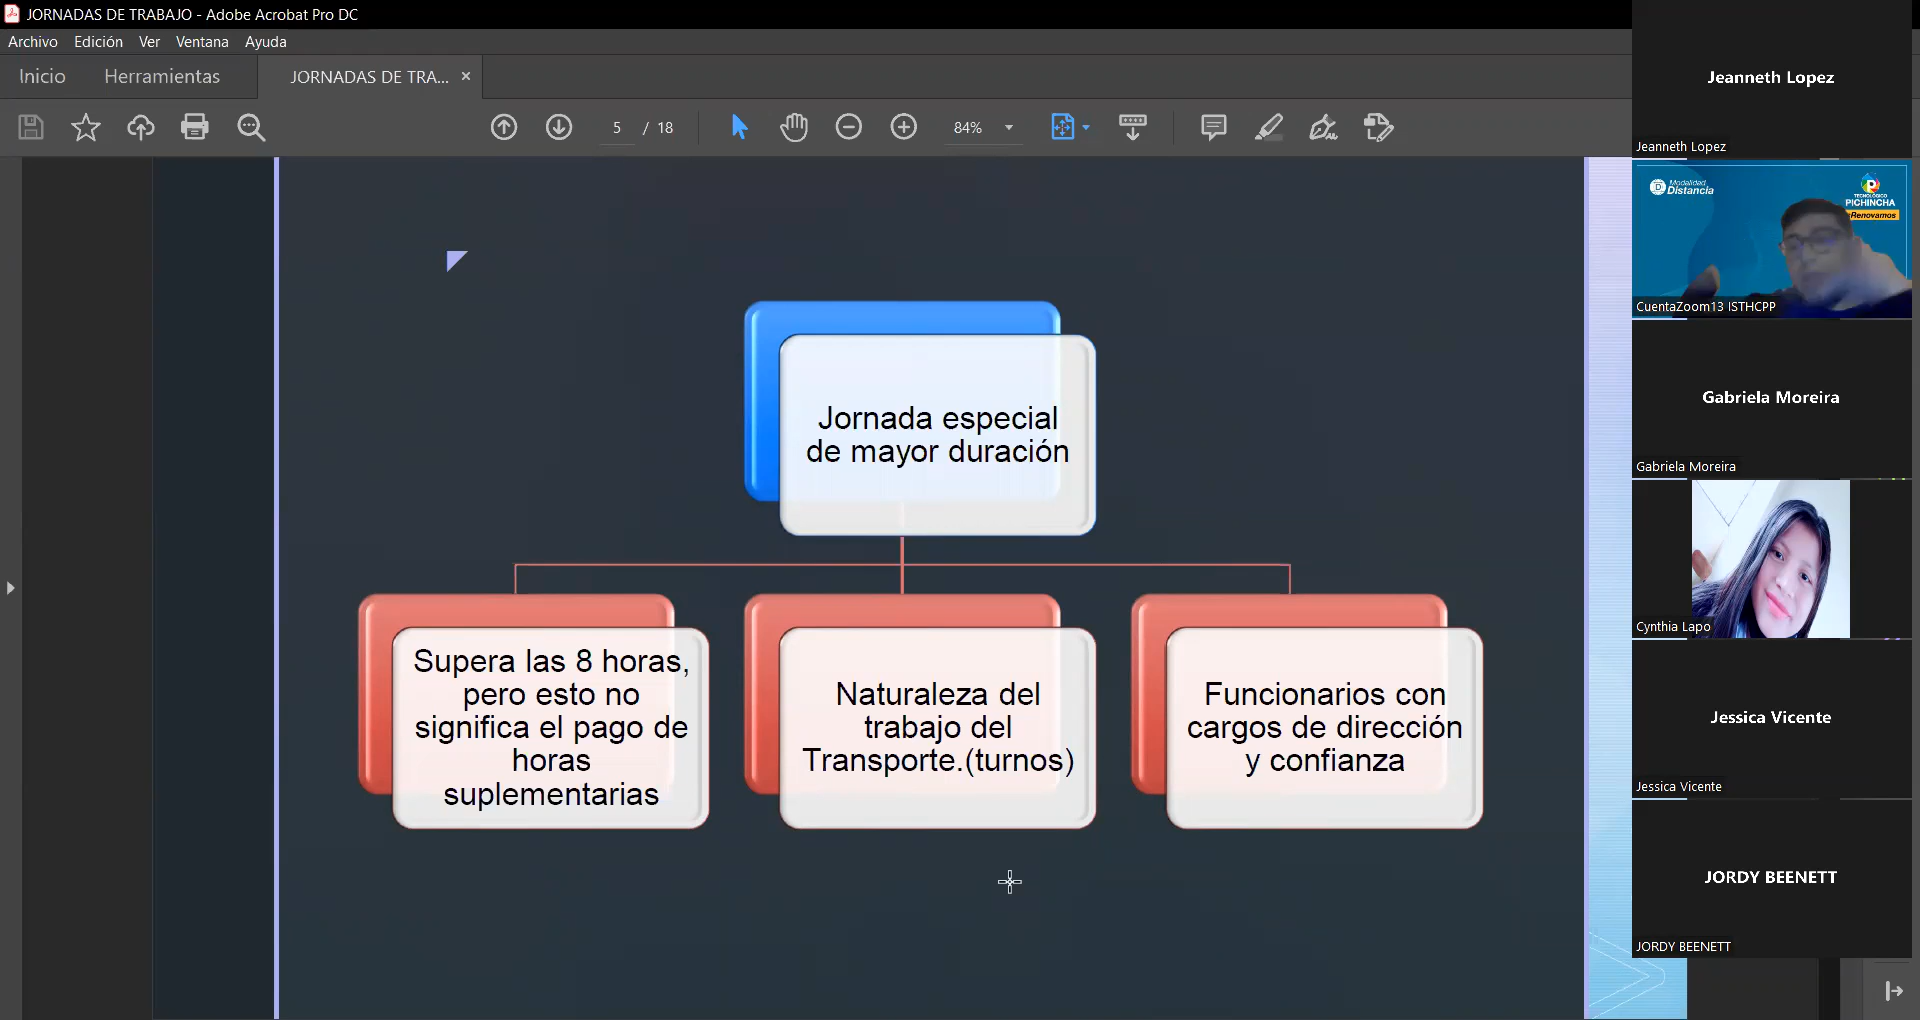 JORNADAS DE TRABAJO - Adobe Acrobat Pro DC
Archivo Edición Ver Ventana Ayuda
Inicio Herramientas JORNADAS DE TRA... ×
5 / 18 84%
Jornada especial
de mayor duración
Supera las 8 horas,
pero esto no
significa el pago de
horas
suplementarias
Naturaleza del
trabajo del
Transporte.(turnos)
Funcionarios con
cargos de dirección
y confianza
Jeanneth Lopez
Jeanneth Lopez
Modalidad
Distancia
TECNOLÓGICO
PICHINCHA
CuentaZoom13 ISTHCPP
Gabriela Moreira
Gabriela Moreira
Cynthia Lapo
Jessica Vicente
Jessica Vicente
JORDY BEENETT
JORDY BEENETT